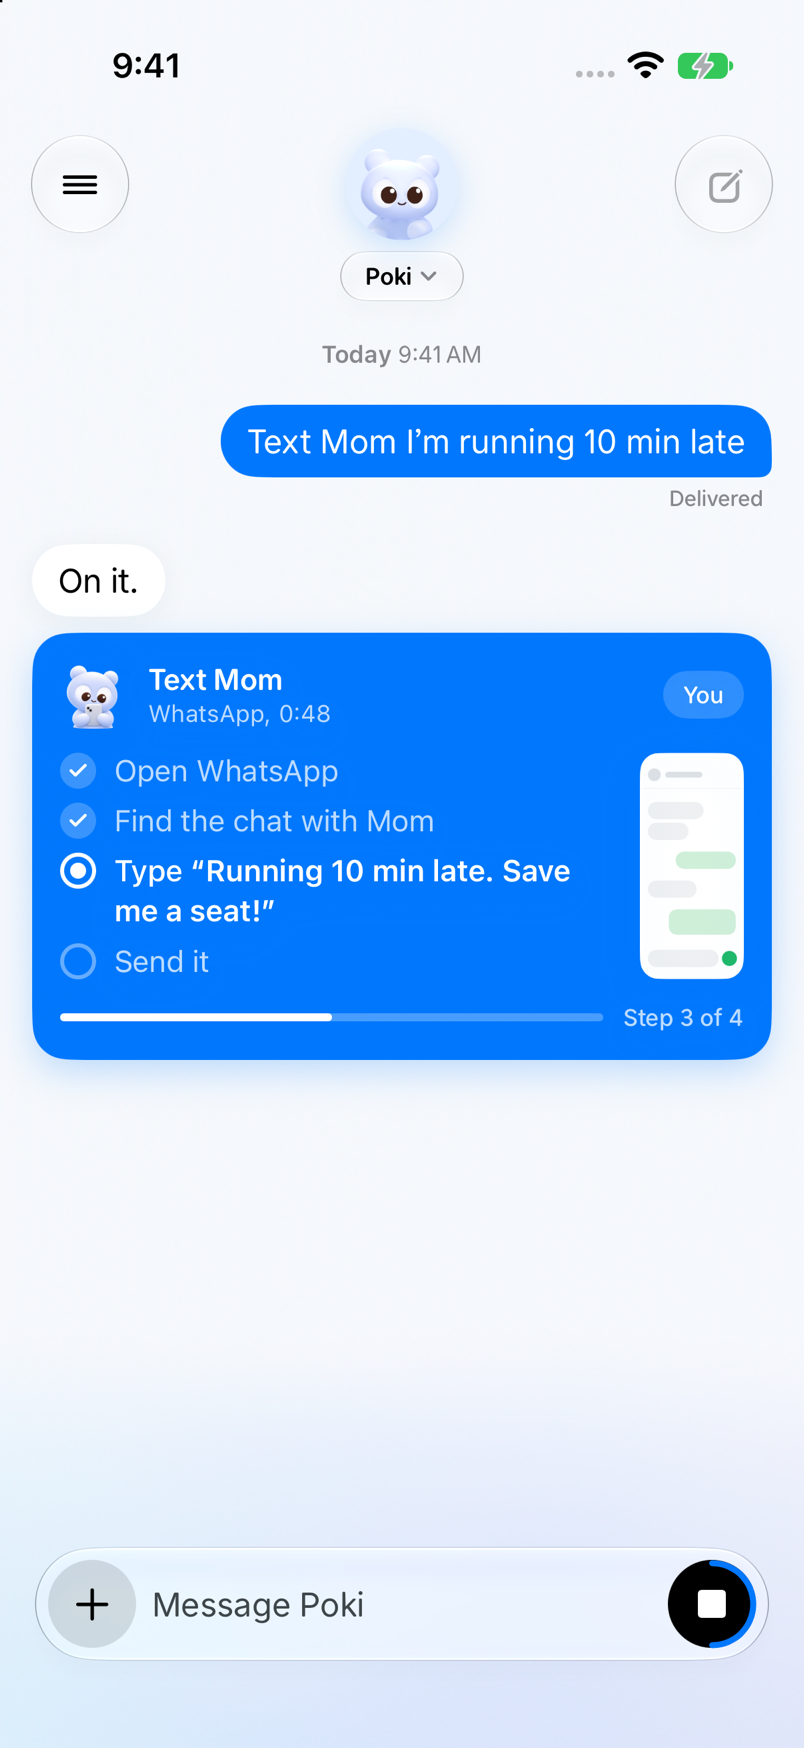 9:41
Poki
Today 9:41 AM
Text Mom I’m running 10 min late
Delivered
On it.
Text Mom
WhatsApp, 0:48
You
Open WhatsApp
Find the chat with Mom
Type “Running 10 min late. Save
me a seat!”
Send it
Step 3 of 4
Message Poki